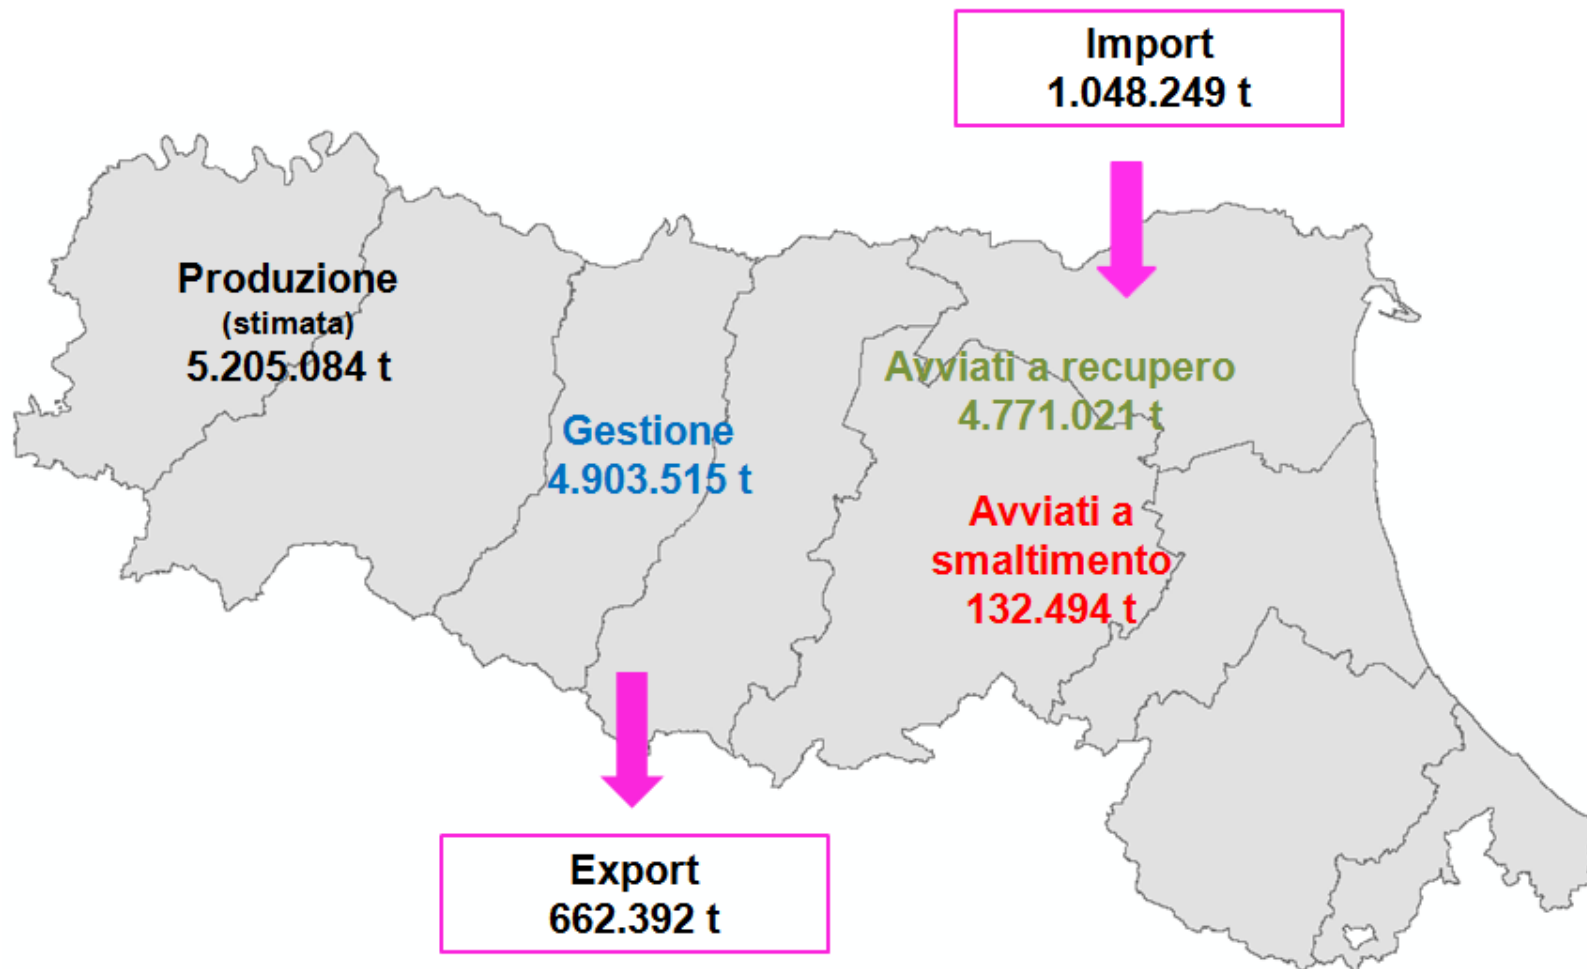 Import
1.048.249 t
Produzione
(stimata)
5.205.084 t
Avviati a recupero
4.771.021 t
Gestione
4.903.515 t
Avviati a
smaltimento
132.494 t
Export
662.392 t